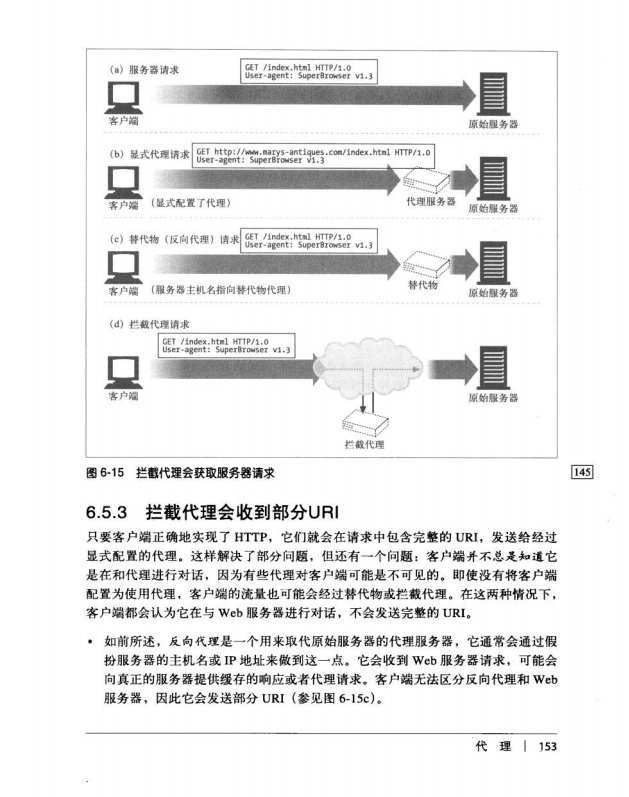 (a) 服务器请求
GET /index.html HTTP/1.0
User-agent: SuperBrowser v1.3
客户端
原始服务器
(b) 显式代理请求
GET http://www.marys-antiques.com/index.html HTTP/1.0
User-agent: SuperBrowser v1.3
客户端
(显式配置了代理)
代理服务器
原始服务器
(c) 替代物(反向代理)请求
GET /index.html HTTP/1.0
User-agent: SuperBrowser v1.3
客户端
(服务器主机名指向替代物代理)
替代物
原始服务器
(d) 拦截代理请求
GET /index.html HTTP/1.0
User-agent: SuperBrowser v1.3
客户端
原始服务器
拦截代理
图 6-15 拦截代理会获取服务器请求
145
6.5.3 拦截代理会收到部分URI
只要客户端正确地实现了 HTTP，它们就会在请求中包含完整的 URI，发送给经过
显式配置的代理。这样解决了部分问题，但还有一个问题：客户端并不总是知道它
是在和代理进行对话，因为有些代理对客户端可能是不可见的。即使没有将客户端
配置为使用代理，客户端的流量也可能会经过替代物或拦截代理。在这两种情况下，
客户端都会认为它在与 Web 服务器进行对话，不会发送完整的 URI。
• 如前所述，反向代理是一个用来取代原始服务器的代理服务器，它通常会通过假
扮服务器的主机名或 IP 地址来做到这一点。它会收到 Web 服务器请求，可能会
向真正的服务器提供缓存的响应或者代理请求。客户端无法区分反向代理和 Web
服务器，因此它会发送部分 URI（参见图 6-15c）。
代 理 | 153